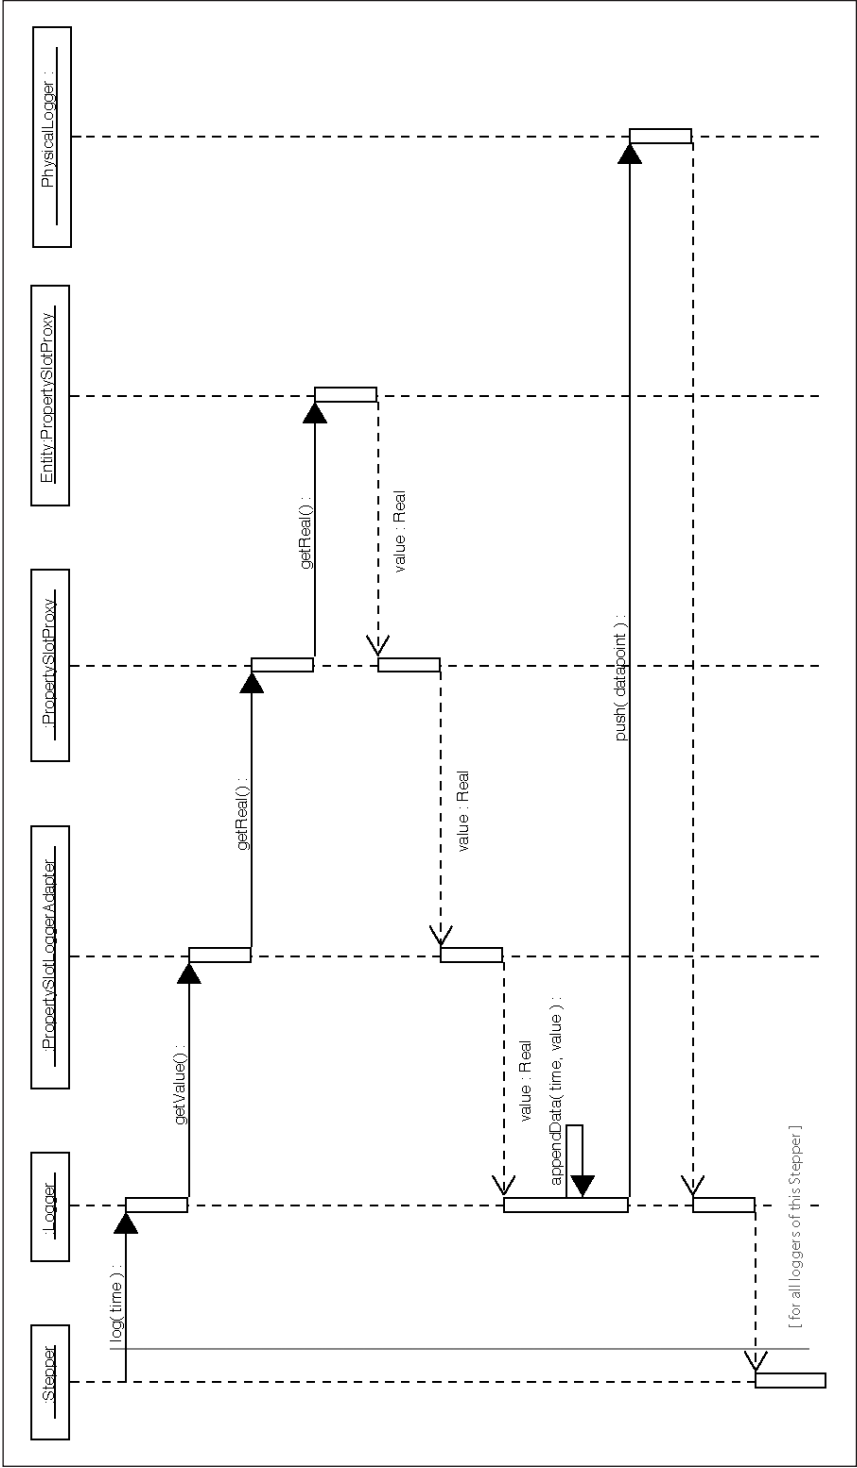 :Stepper
:Logger
:PropertySlotLoggerAdapter
:PropertySlotProxy
Entity:PropertySlotProxy
PhysicalLogger :
log( time ) :
getValue() :
getReal() :
getReal() :
value : Real
value : Real
value : Real
appendData( time, value ) :
push( datapoint ) :
[ for all loggers of this Stepper ]